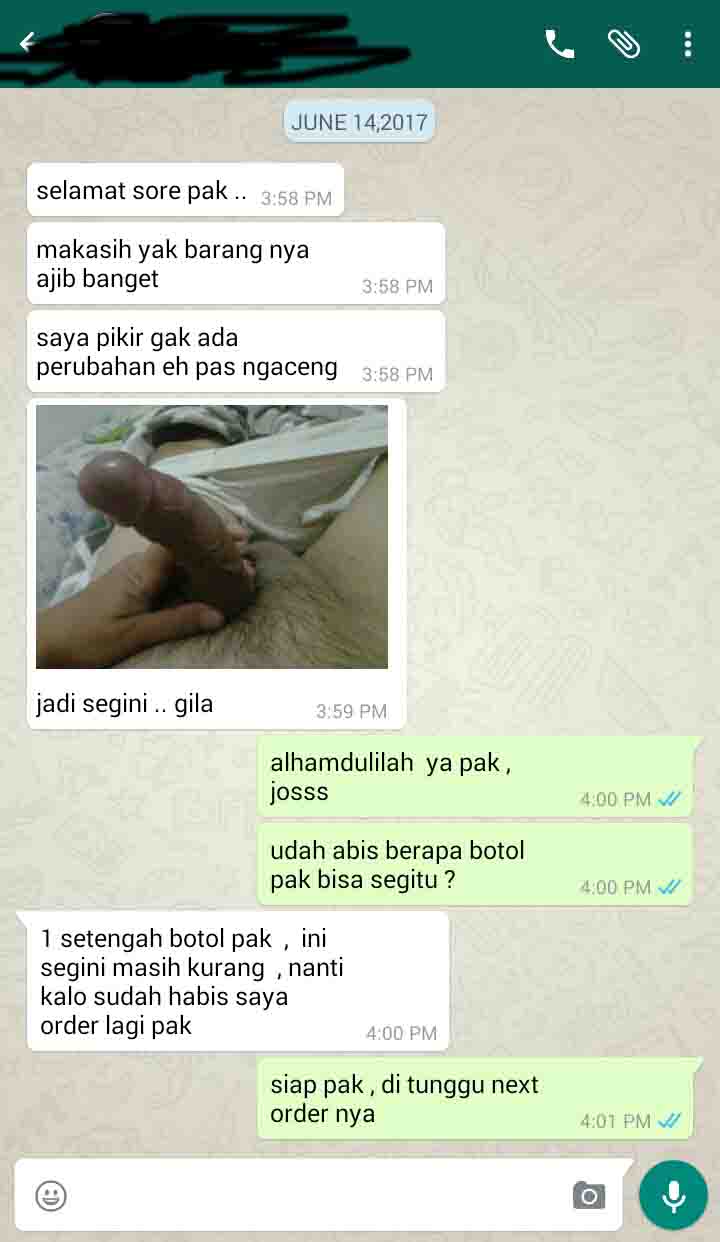 JUNE 14,2017
selamat sore pak ..
3:58 PM
makasih yak barang nya
ajib banget
3:58 PM
saya pikir gak ada
perubahan eh pas ngaceng
3:58 PM
jadi segini .. gila
3:59 PM
alhamdulilah ya pak ,
josss
4:00 PM
udah abis berapa botol
pak bisa segitu ?
4:00 PM
1 setengah botol pak , ini
segini masih kurang , nanti
kalo sudah habis saya
order lagi pak
4:00 PM
siap pak , di tunggu next
order nya
4:01 PM